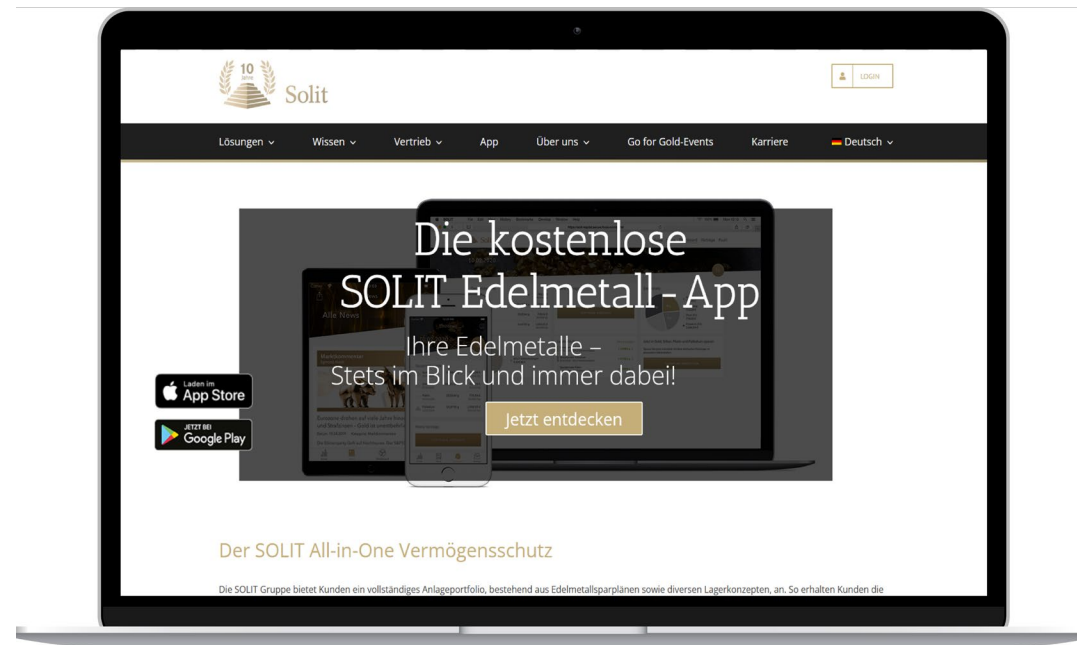 10
Jahre
Solit
LOGIN
Lösungen
Wissen
Vertrieb
App
Über uns
Go for Gold-Events
Karriere
Deutsch
Die kostenlose
SOLIT Edelmetall-App
Ihre Edelmetalle –
Stets im Blick und immer dabei!
Jetzt entdecken
Alle News
Laden im
App Store
JETZT BEI
Google Play
Der SOLIT All-in-One Vermögensschutz
Die SOLIT Gruppe bietet Kunden ein vollständiges Anlageportfolio, bestehend aus Edelmetallsparplänen sowie diversen Lagerkonzepten, an. So erhalten Kunden die